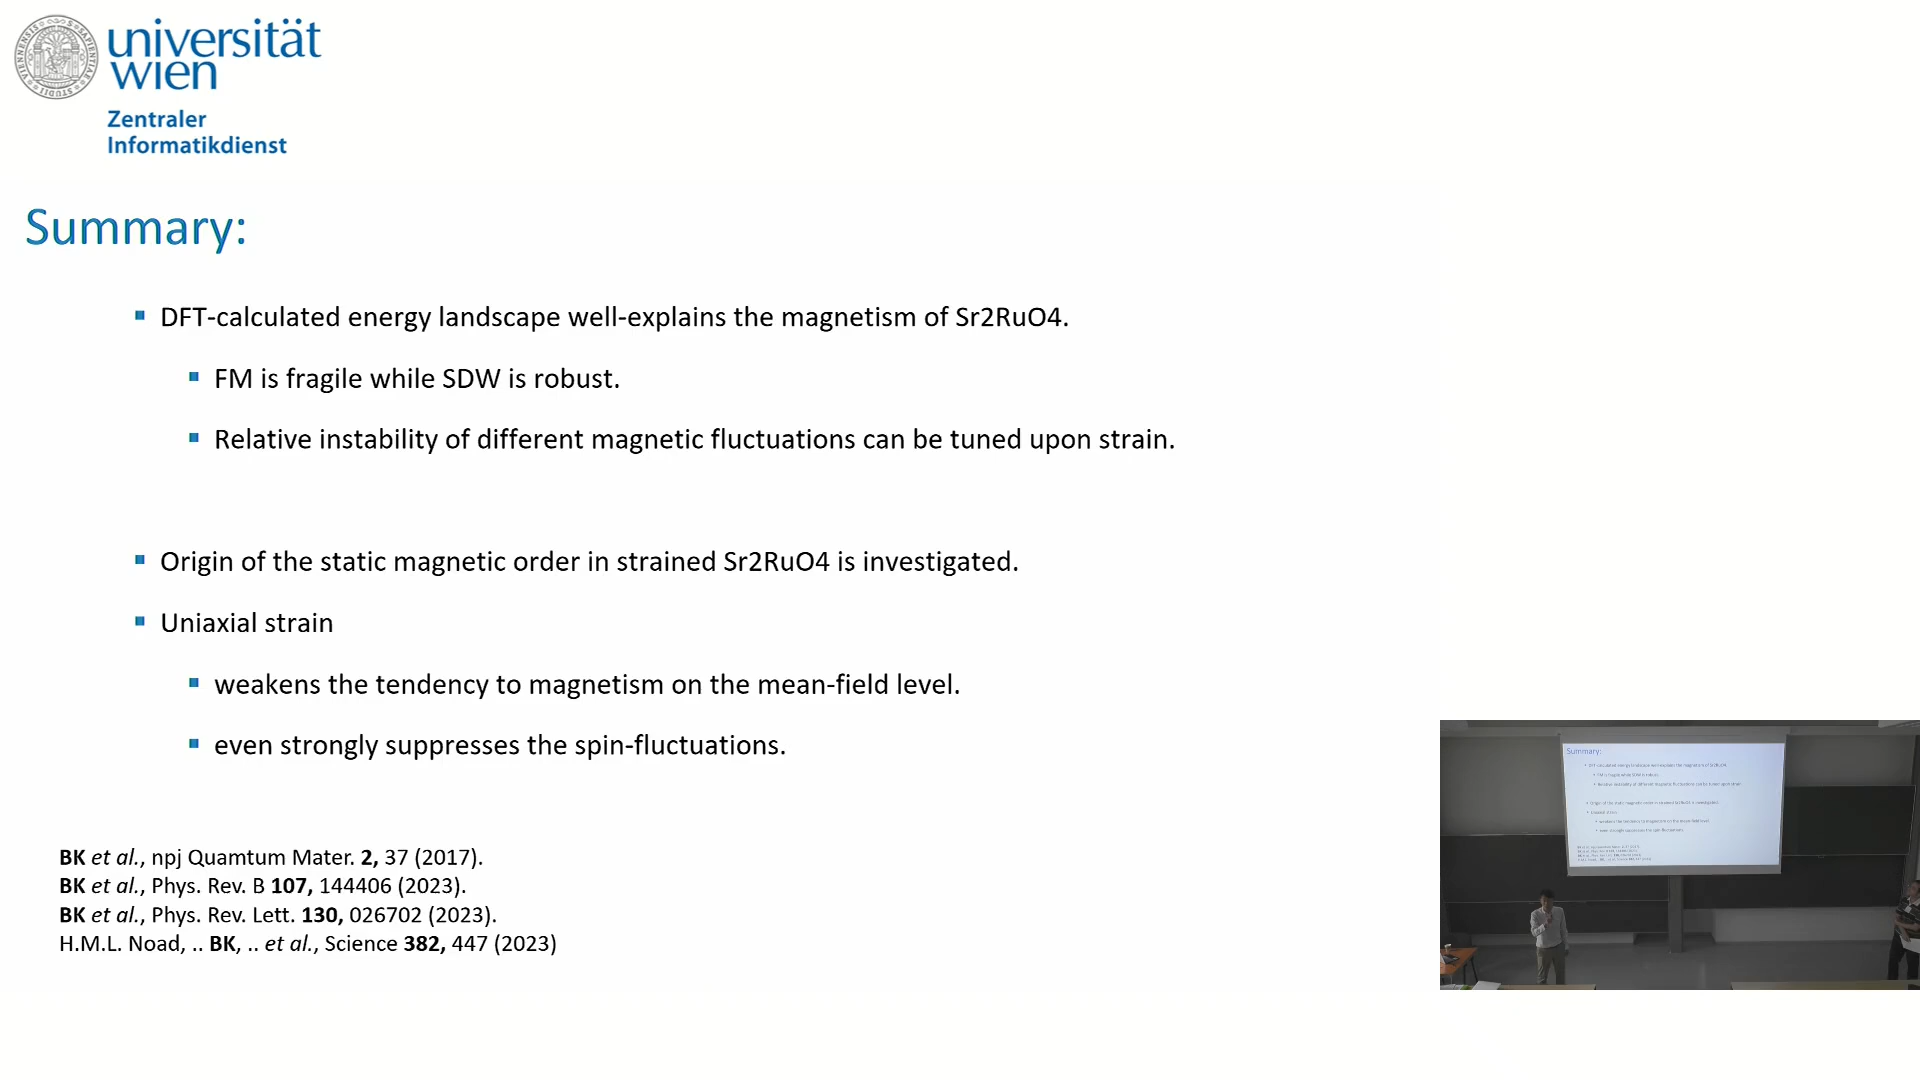 universität
wien
Zentraler
Informatikdienst
Summary:
DFT-calculated energy landscape well-explains the magnetism of Sr2RuO4.
FM is fragile while SDW is robust.
Relative instability of different magnetic fluctuations can be tuned upon strain.
Origin of the static magnetic order in strained Sr2RuO4 is investigated.
Uniaxial strain
weakens the tendency to magnetism on the mean-field level.
even strongly suppresses the spin-fluctuations.
BK et al., npj Quamtum Mater. 2, 37 (2017).
BK et al., Phys. Rev. B 107, 144406 (2023).
BK et al., Phys. Rev. Lett. 130, 026702 (2023).
H.M.L. Noad, .. BK, .. et al., Science 382, 447 (2023)
Summary: